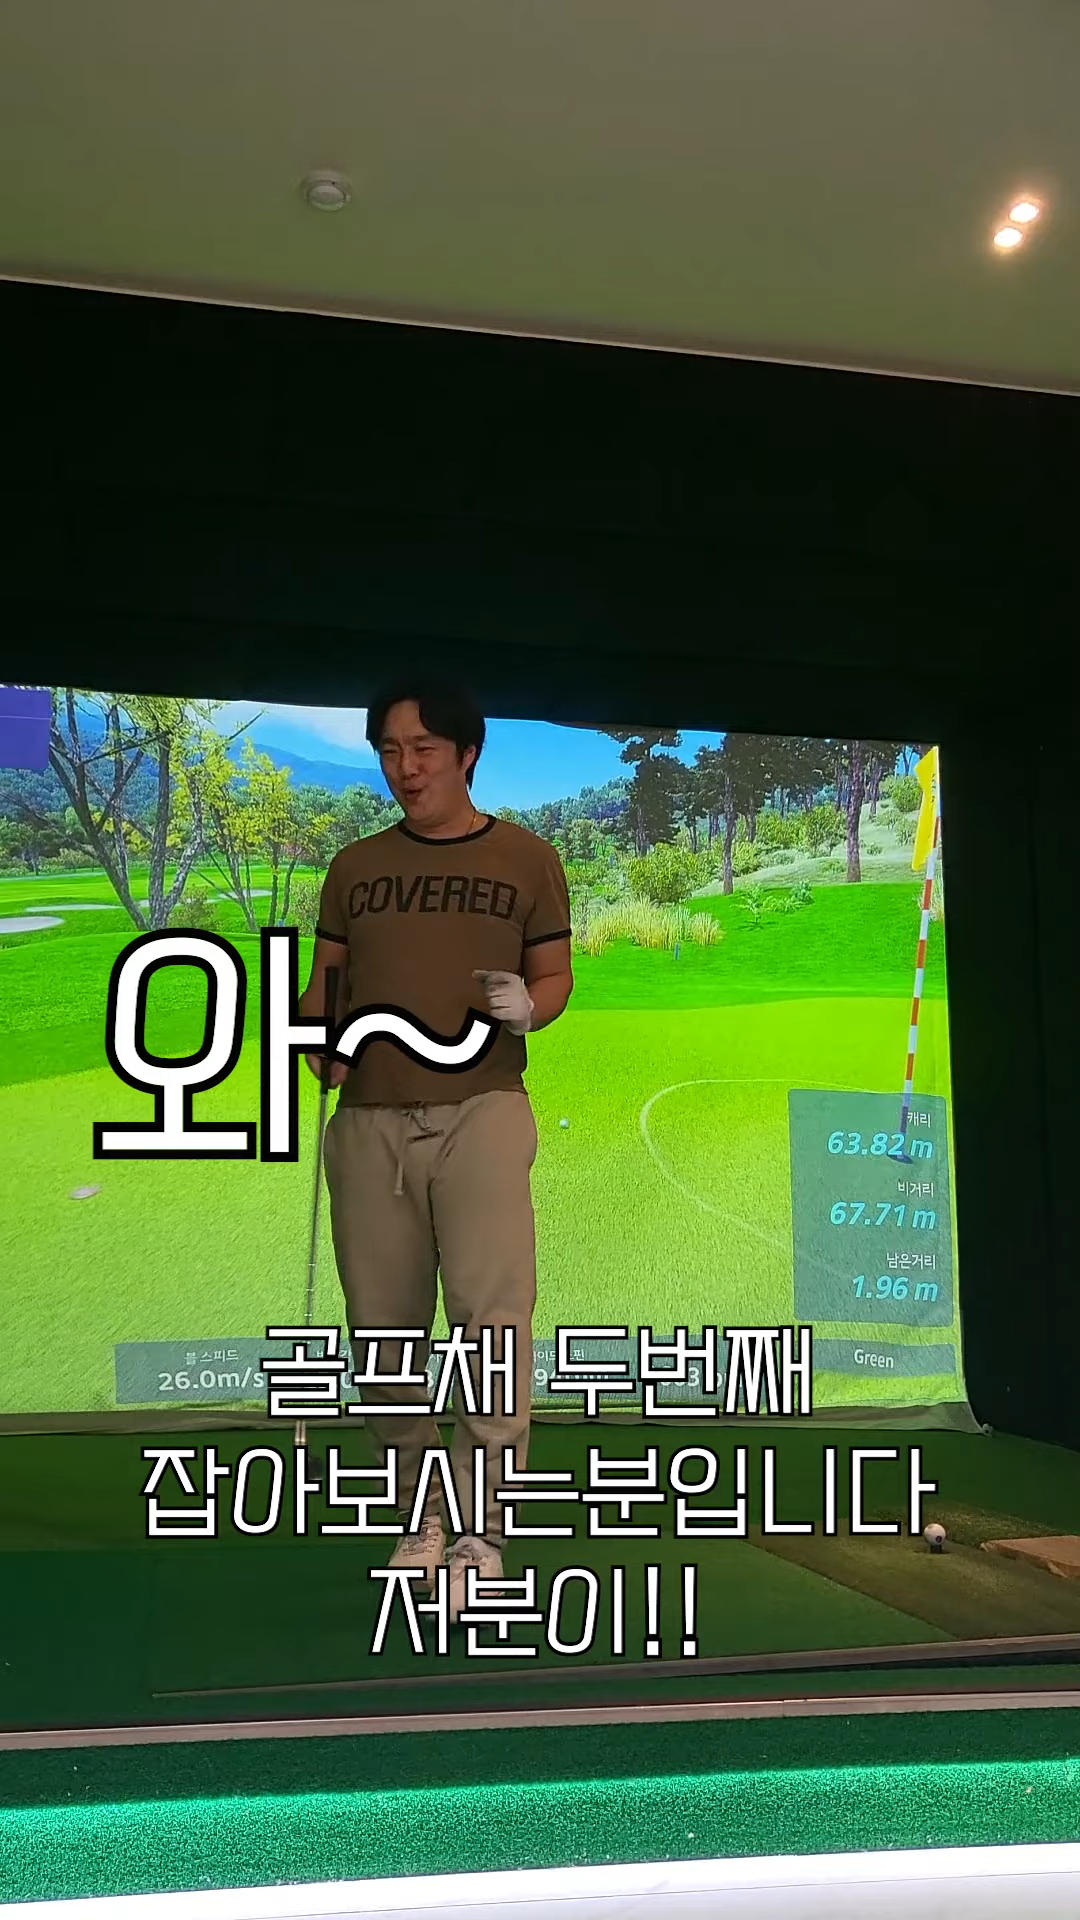 COVERED
와~
캐리
63.82 m
비거리
67.71 m
남은거리
1.96 m
볼 스피드
26.0m/s
Green
골프채 두번째
잡아보시는분입니다
저분이!!